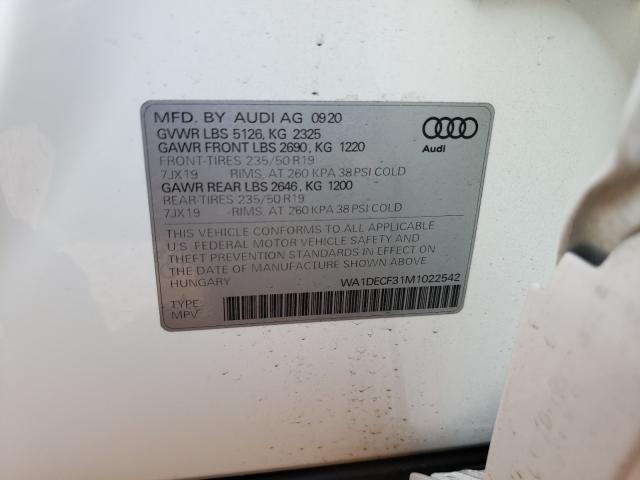 MFD. BY AUDI AG 0920
GVWR LBS 5126, KG 2325
GAWR FRONT LBS 2690, KG 1220
FRONT-TIRES 235/50 R19
7JX19 RIMS, AT 260 KPA 38 PSI COLD
GAWR REAR LBS 2646, KG 1200
REAR-TIRES 235/50 R19
7JX19 RIMS, AT 260 KPA 38 PSI COLD
Audi
THIS VEHICLE CONFORMS TO ALL APPLICABLE
U.S. FEDERAL MOTOR VEHICLE SAFETY AND
THEFT PREVENTION STANDARDS IN EFFECT ON
THE DATE OF MANUFACTURE SHOWN ABOVE
HUNGARY WA1DECF31M1022542
TYPE
MPV